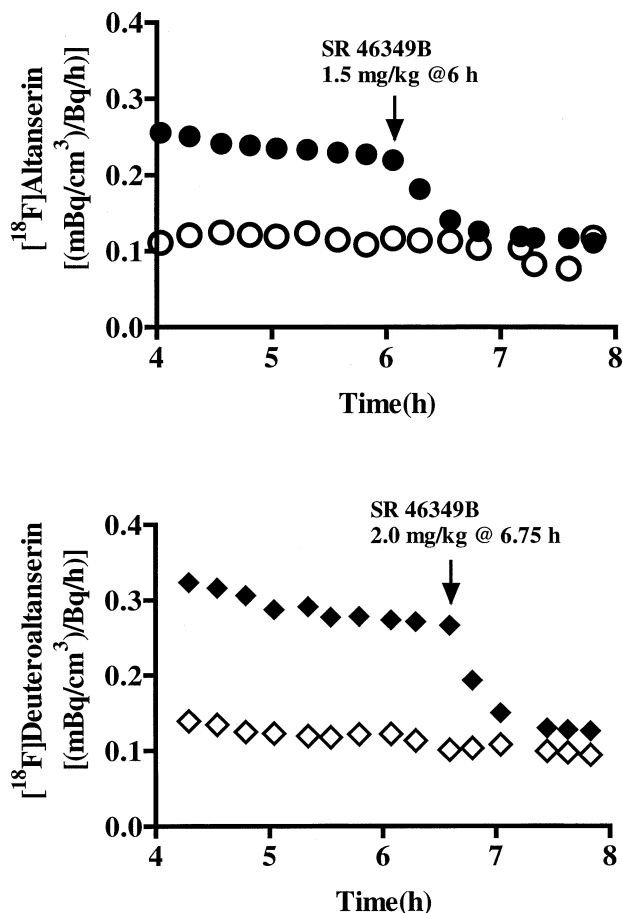 0.4
0.3
0.2
0.1
0.0
[18F]Altanserin
[(mBq/cm3)/Bq/h)]
SR 46349B
1.5 mg/kg @6 h
4 5 6 7 8
Time(h)
0.4
0.3
0.2
0.1
0.0
[18F]Deuteroaltanserin
[(mBq/cm3)/Bq/h)]
SR 46349B
2.0 mg/kg @ 6.75 h
4 5 6 7 8
Time(h)